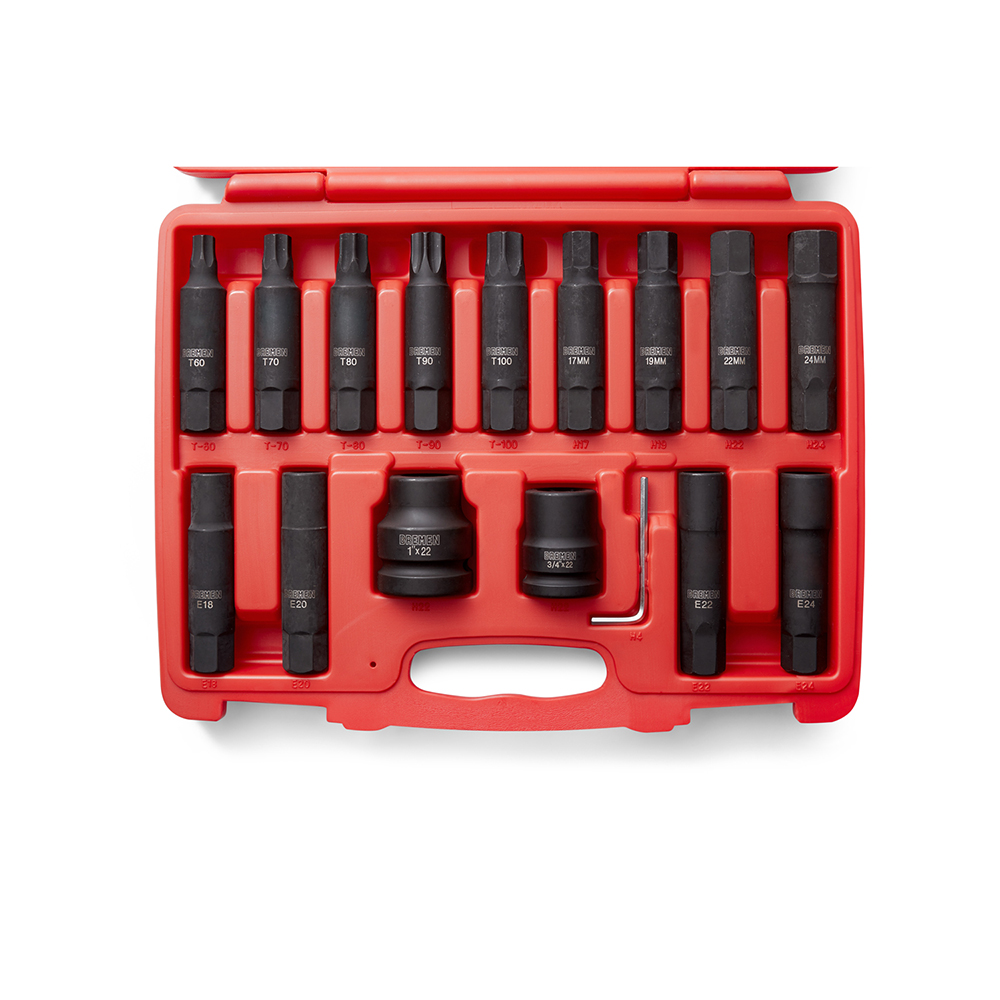 BREMEN
T60
BREMEN
T70
BREMEN
T80
BREMEN
T90
BREMEN
T100
BREMEN
17MM
BREMEN
19MM
BREMEN
22MM
BREMEN
24MM
T-60
T-70
T-80
T-90
T-100
H17
H19
H22
H24
BREMEN
1"x22
BREMEN
3/4"x22
BREMEN
E18
BREMEN
E20
BREMEN
E22
BREMEN
E24
H22
H4
E18
E20
E22
E24